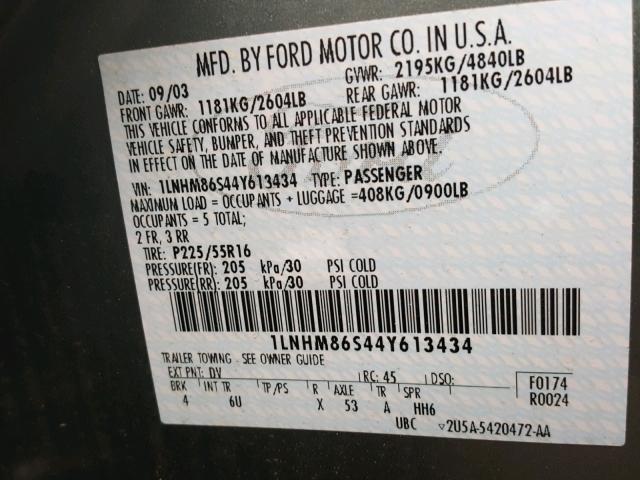 MFD. BY FORD MOTOR CO. IN U.S.A.
DATE: 09/03 GVWR: 2195KG/4840LB
FRONT GAWR: 1181KG/2604LB REAR GAWR: 1181KG/2604LB
THIS VEHICLE CONFORMS TO ALL APPLICABLE FEDERAL MOTOR
VEHICLE SAFETY, BUMPER, AND THEFT PREVENTION STANDARDS
IN EFFECT ON THE DATE OF MANUFACTURE SHOWN ABOVE.
VIN: 1LNHM86S44Y613434 TYPE: PASSENGER
MAXIMUM LOAD = OCCUPANTS + LUGGAGE =408KG/0900LB
OCCUPANTS = 5 TOTAL;
2 FR, 3 RR
TIRE: P225/55R16
PRESSURE(FR): 205 kPa/30 PSI COLD
PRESSURE(RR): 205 kPa/30 PSI COLD
1LNHM86S44Y613434
TRAILER TOWING - SEE OWNER GUIDE
EXT PNT: DV RC: 45 DSO: F0174
BRK INT TR TP/PS R AXLE TR SPR R0024
4 6U X 53 A HH6
UBC ▽2U5A-5420472-AA